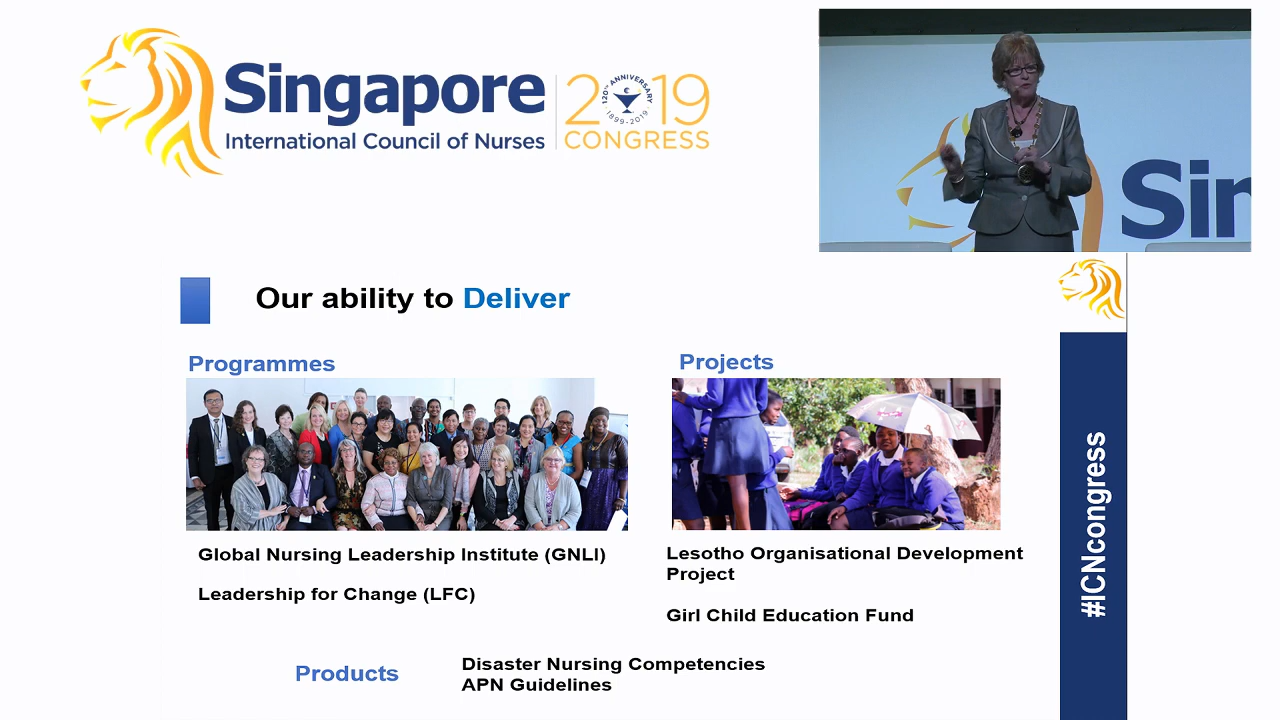 Singapore
International Council of Nurses
2019
120TH ANNIVERSARY
1899-2019
CONGRESS
Sin
Our ability to Deliver
Programmes
Projects
Global Nursing Leadership Institute (GNLI)
Leadership for Change (LFC)
Lesotho Organisational Development
Project
Girl Child Education Fund
Products
Disaster Nursing Competencies
APN Guidelines
#ICNcongress